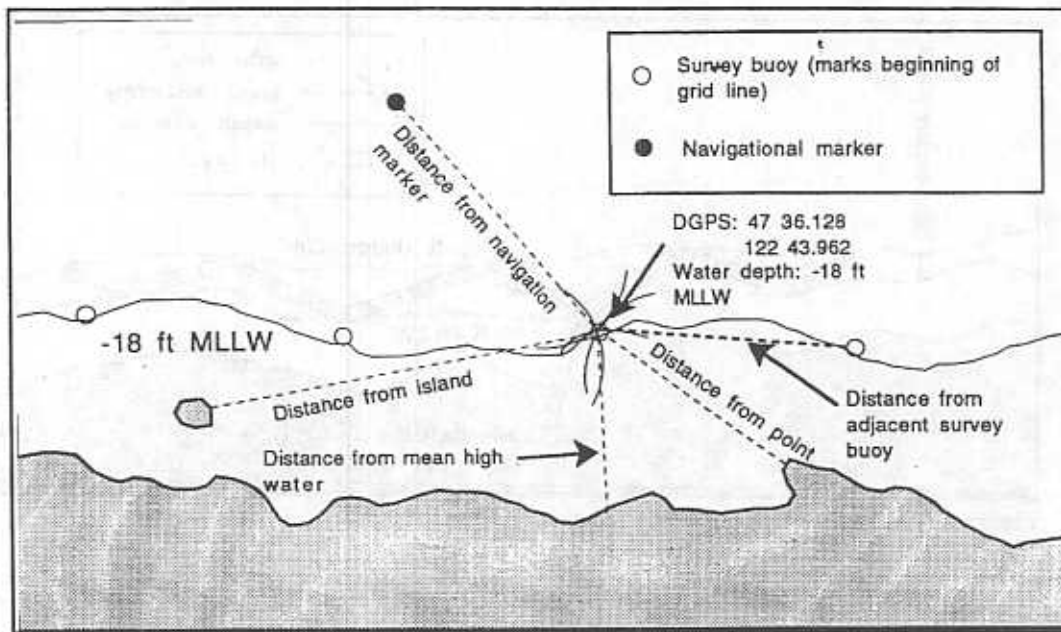 Survey buoy (marks beginning of
grid line)
Navigational marker
Distance from navigation
marker
DGPS: 47 36.128
122 43.962
Water depth: -18 ft
MLLW
-18 ft MLLW
Distance from island
Distance from point
Distance from
adjacent survey
buoy
Distance from mean high
water